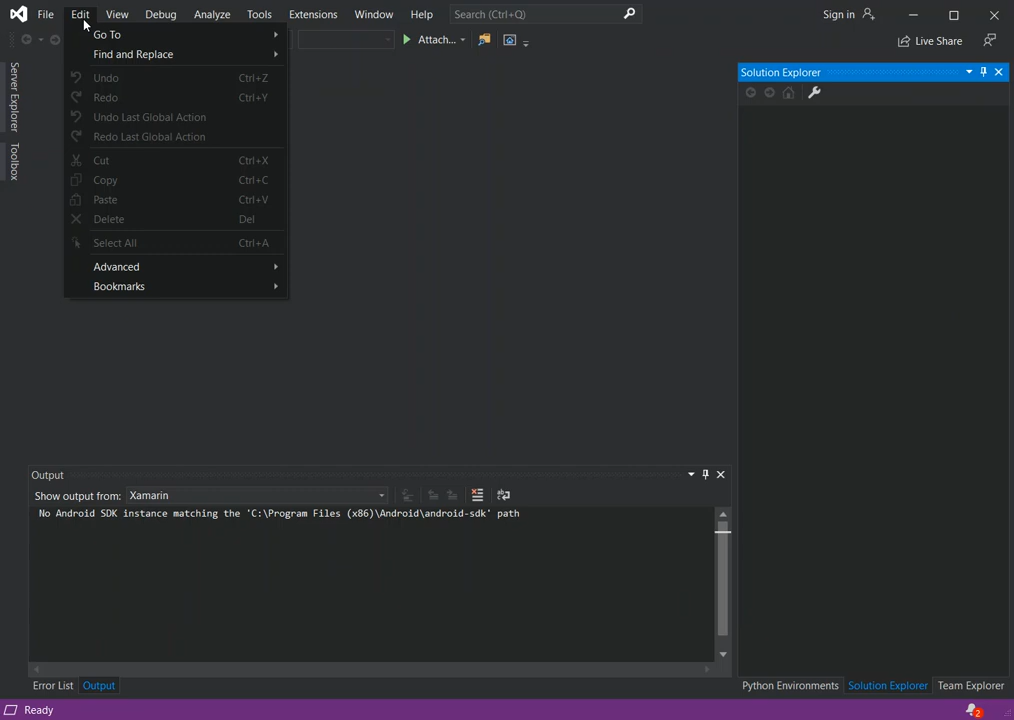 File Edit View Debug Analyze Tools Extensions Window Help Search (Ctrl+Q) Sign in
Attach... Live Share
Go To
Find and Replace
Undo Ctrl+Z
Redo Ctrl+Y
Undo Last Global Action
Redo Last Global Action
Cut Ctrl+X
Copy Ctrl+C
Paste Ctrl+V
Delete Del
Select All Ctrl+A
Advanced
Bookmarks
Server Explorer
Toolbox
Solution Explorer
Output
Show output from: Xamarin
No Android SDK instance matching the 'C:\Program Files (x86)\Android\android-sdk' path
Error List Output
Python Environments Solution Explorer Team Explorer
Ready 2